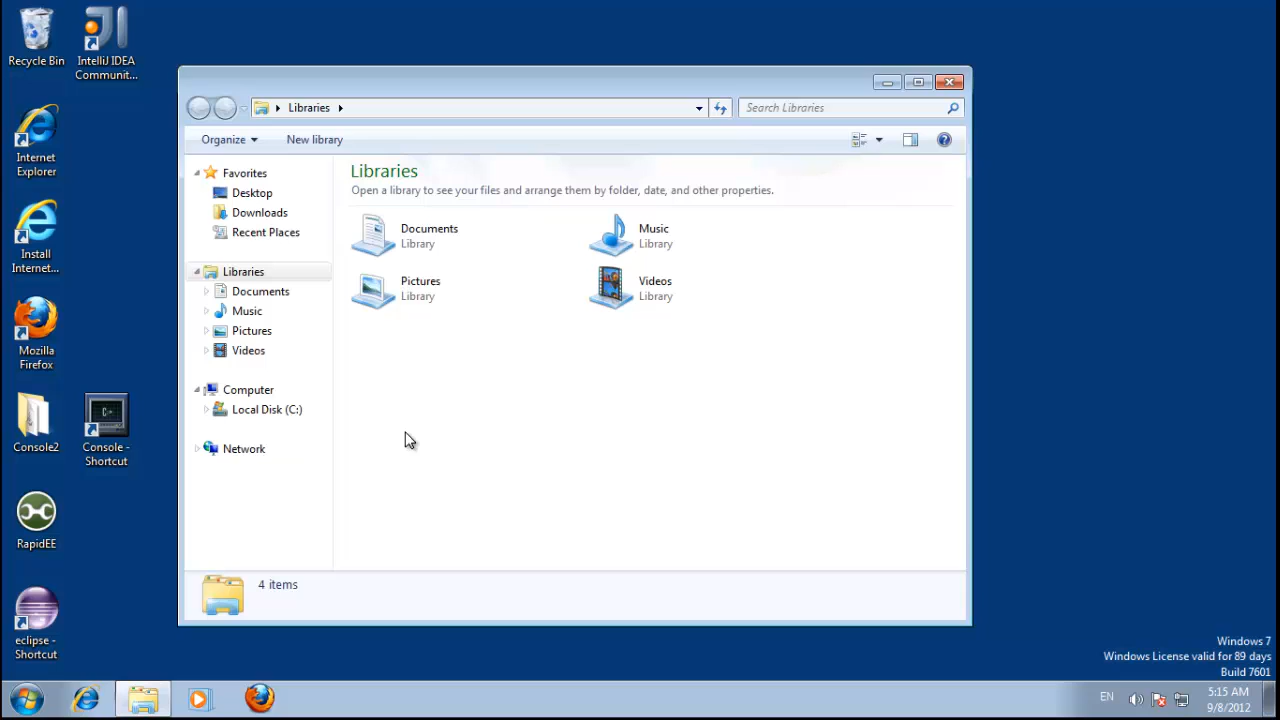 Recycle Bin
IntelliJ IDEA
Communit...
Internet
Explorer
Install
Internet...
Mozilla
Firefox
Console2
Console -
Shortcut
RapidEE
eclipse -
Shortcut
Libraries
Search Libraries
Organize
New library
Favorites
Desktop
Downloads
Recent Places
Libraries
Documents
Music
Pictures
Videos
Computer
Local Disk (C:)
Network
Libraries
Open a library to see your files and arrange them by folder, date, and other properties.
Documents
Library
Music
Library
Pictures
Library
Videos
Library
4 items
Windows 7
Windows License valid for 89 days
Build 7601
EN
5:15 AM
9/8/2012